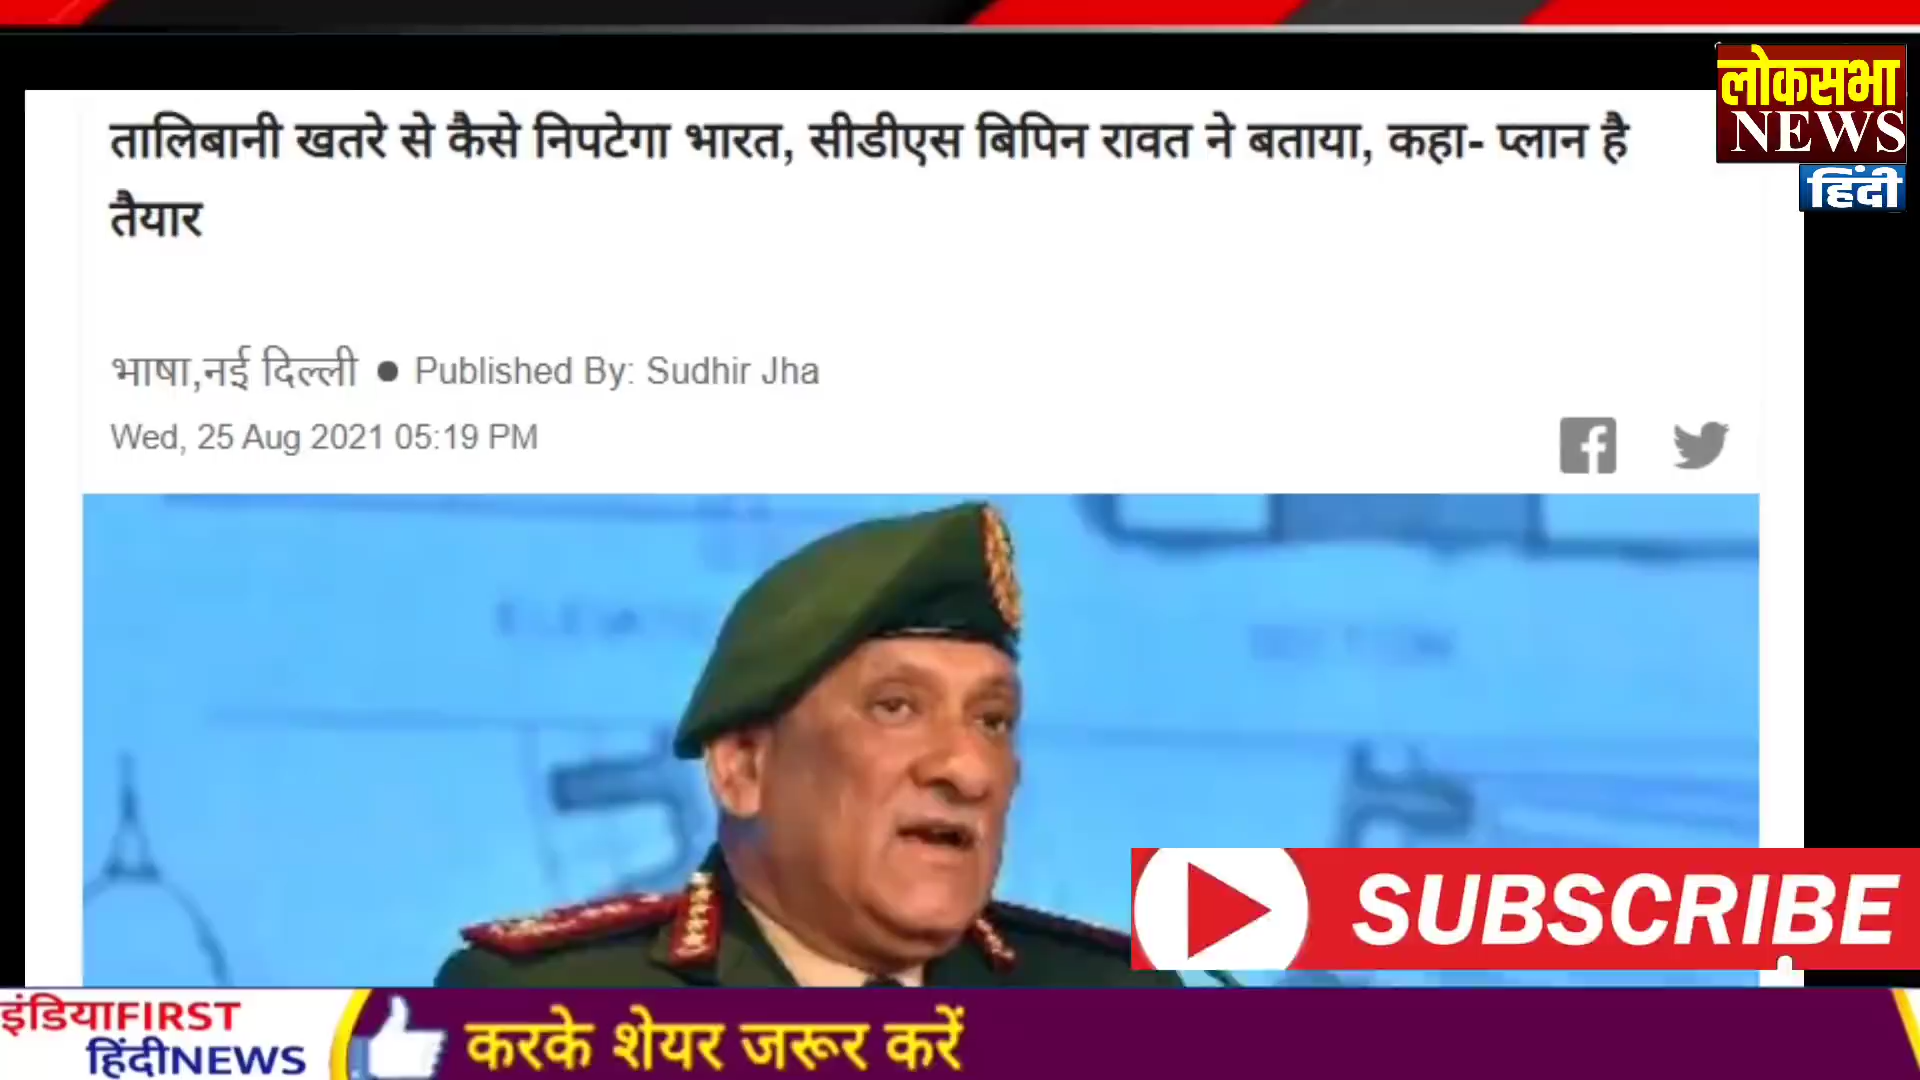 लोकसभा
NEWS
हिंदी
तालिबानी खतरे से कैसे निपटेगा भारत, सीडीएस बिपिन रावत ने बताया, कहा- प्लान है
तैयार
भाषा,नई दिल्ली ● Published By: Sudhir Jha
Wed, 25 Aug 2021 05:19 PM
SUBSCRIBE
इंडियाFIRST
हिंदीNEWS
करके शेयर जरूर करें